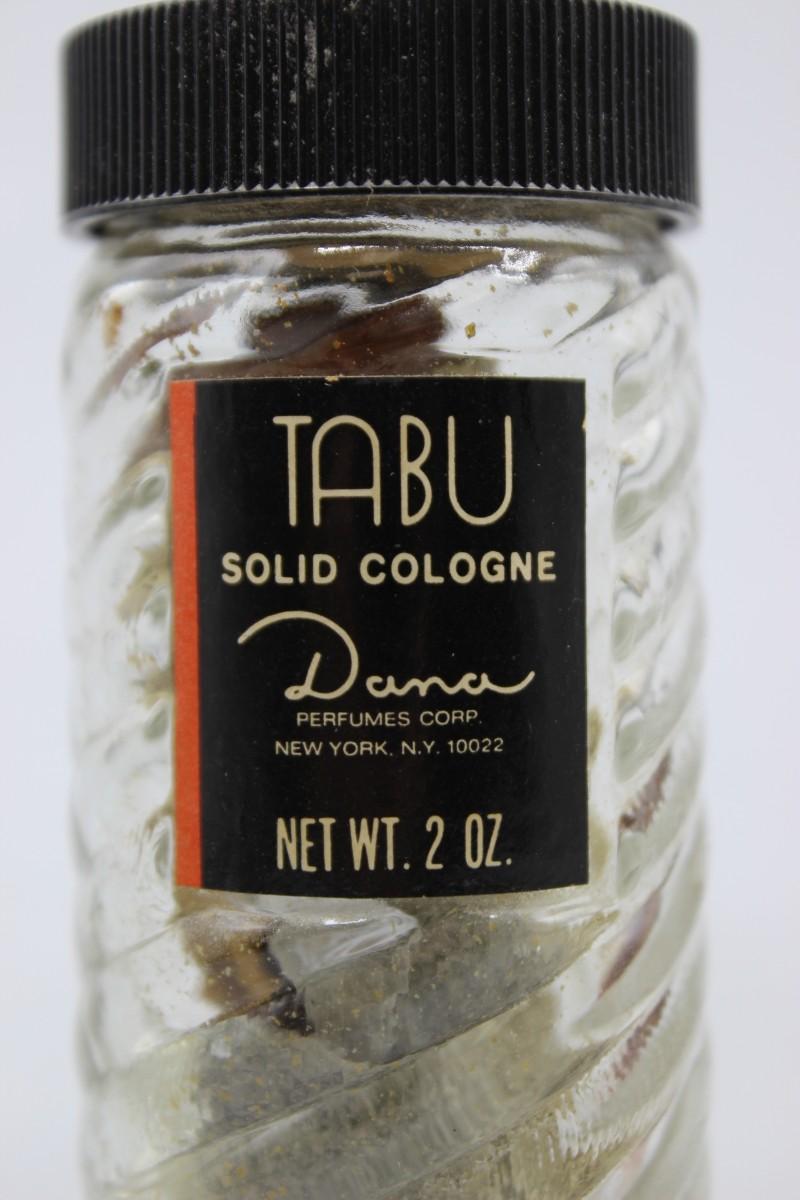 TABU
SOLID COLOGNE
Dana
PERFUMES CORP.
NEW YORK, N.Y. 10022
NET WT. 2 OZ.